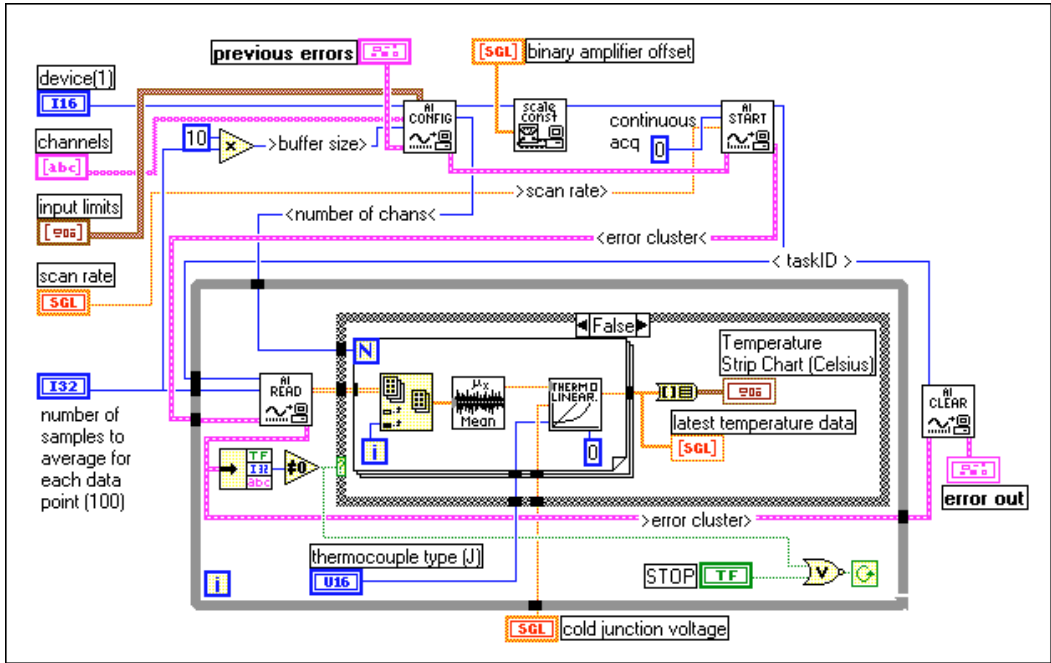 previous errors
[SGL] binary amplifier offset
device(1)
I16
AI
CONFIG
scale
const
AI
START
continuous
acq
0
channels
[abc]
10
x
>buffer size>
>scan rate>
input limits
<number of chans<
<error cluster<
< taskID >
scan rate
SGL
False
N
Temperature
Strip Chart (Celsius)
I32
AI
READ
μx
Mean
THERMO
LINEAR.
0
i
AI
CLEAR
latest temperature data
[SGL]
number of
samples to
average for
each data
point (100)
TF
I32
abc
≠0
?
error out
>error cluster>
thermocouple type (J)
U16
STOP
TF
V
i
SGL
cold junction voltage